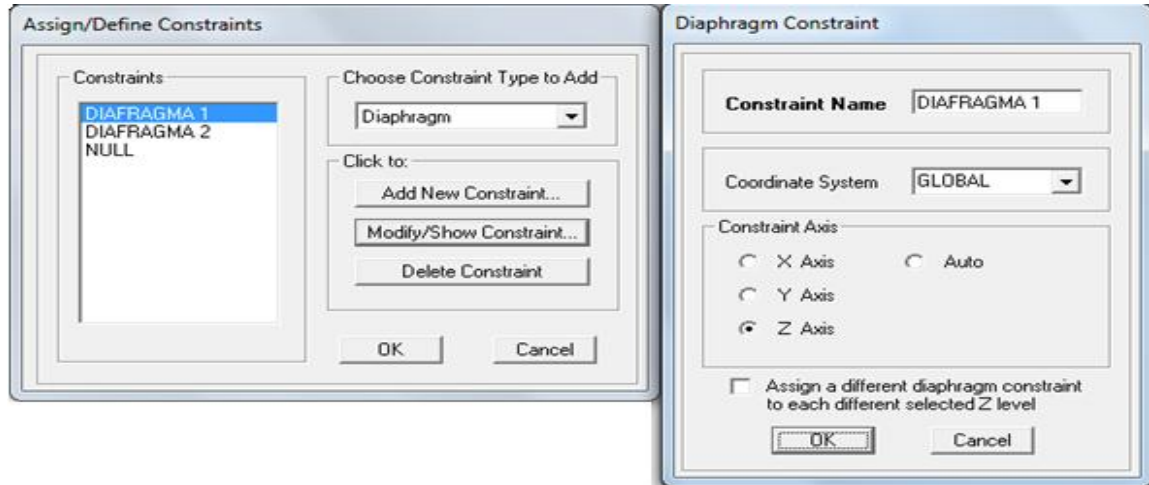 Assign/Define Constraints
Constraints
DIAFRAGMA 1
DIAFRAGMA 2
NULL
Choose Constraint Type to Add
Diaphragm
Click to:
Add New Constraint...
Modify/Show Constraint...
Delete Constraint
OK
Cancel
Diaphragm Constraint
Constraint Name
DIAFRAGMA 1
Coordinate System
GLOBAL
Constraint Axis
X Axis
Auto
Y Axis
Z Axis
Assign a different diaphragm constraint
to each different selected Z level
OK
Cancel